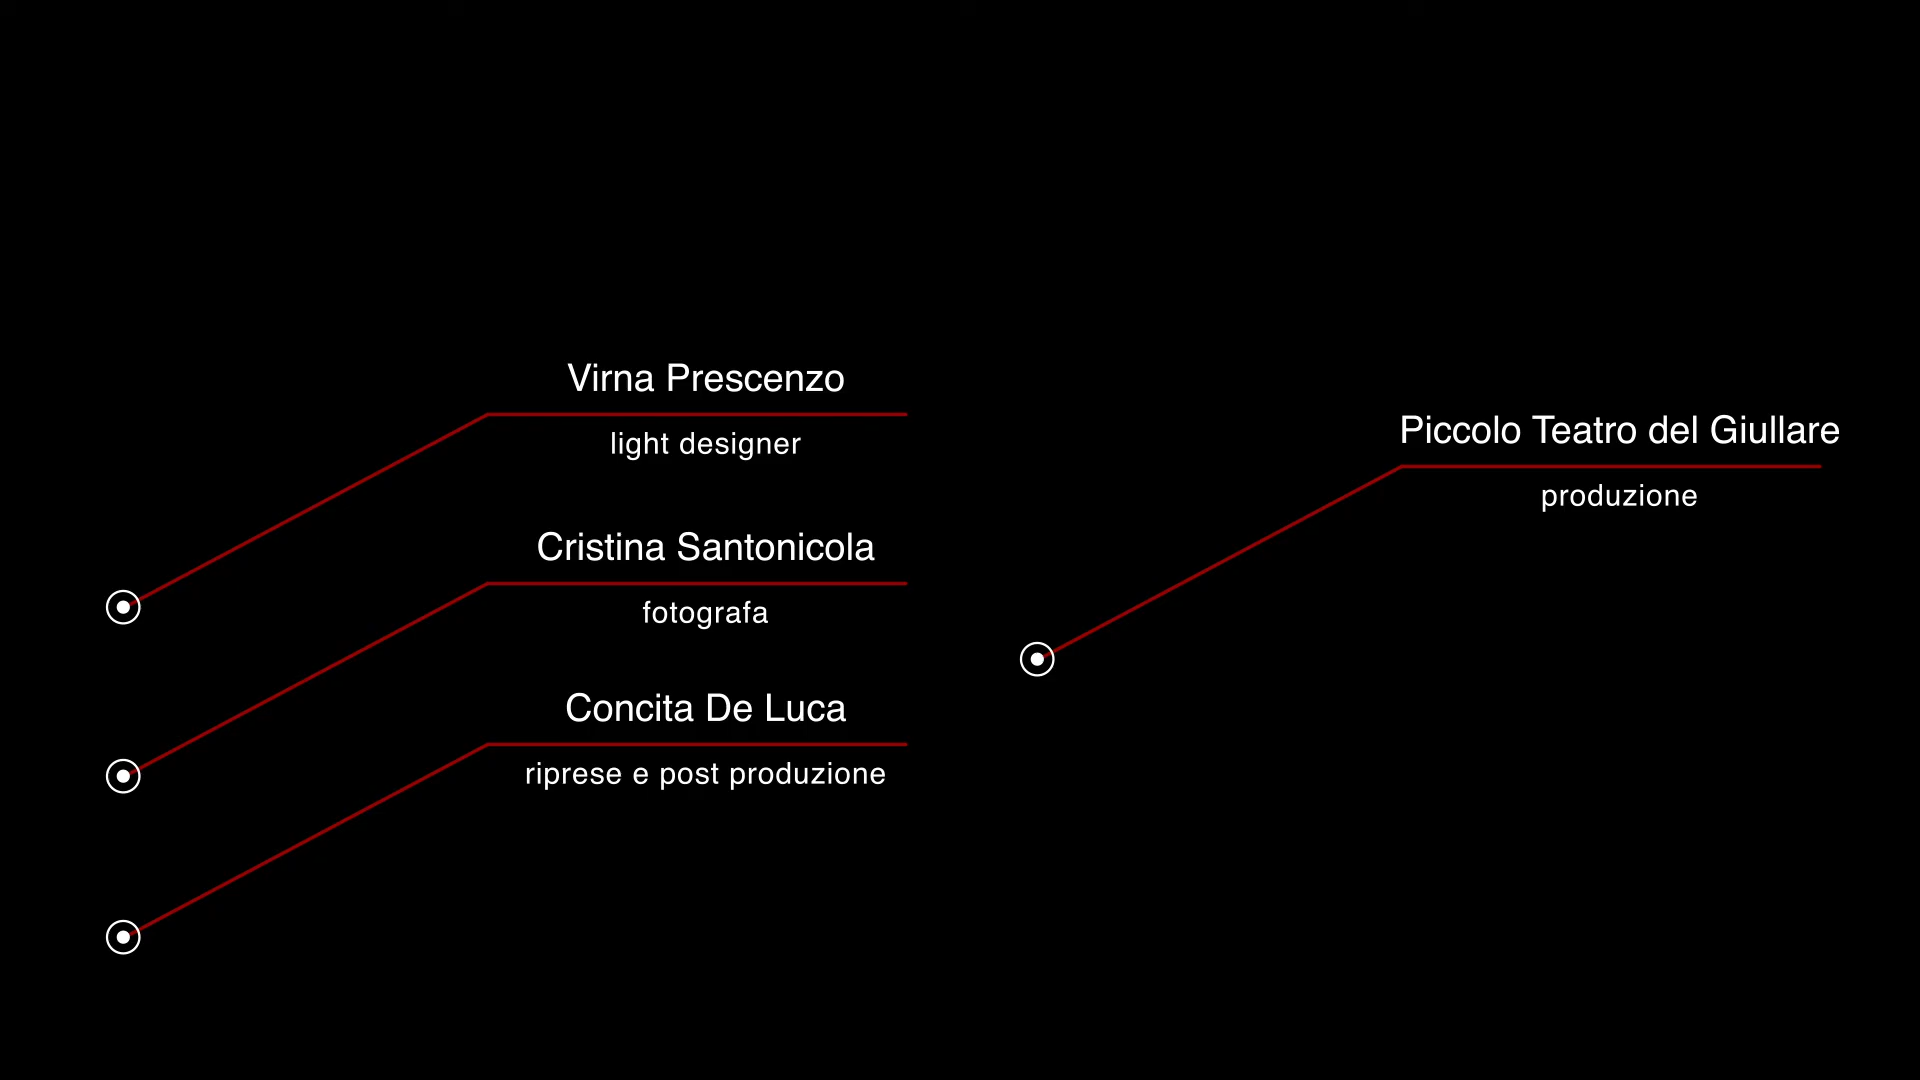 Virna Prescenzo
light designer
Cristina Santonicola
fotografa
Concita De Luca
riprese e post produzione
Piccolo Teatro del Giullare
produzione